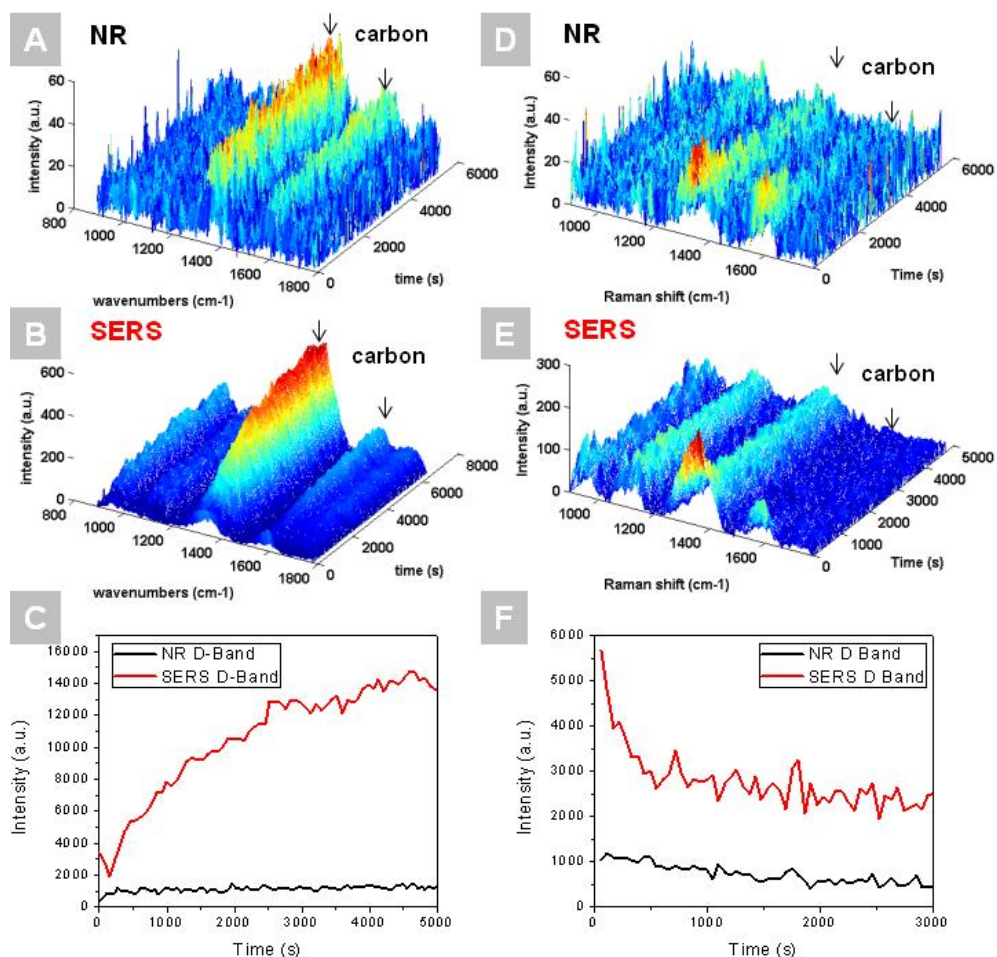 A NR
carbon
60
40
20
0
intensity (a.u.)
800
1000
1200
1400
1600
1800
wavenumbers (cm-1)
0
2000
4000
6000
time (s)
D NR
carbon
60
40
20
0
intensity (a.u.)
1000
1200
1400
1600
Raman shift (cm-1)
0
2000
4000
6000
Time (s)
B SERS
carbon
600
400
200
0
intensity (a.u.)
800
1000
1200
1400
1600
1800
wavenumbers (cm-1)
0
2000
4000
6000
8000
time (s)
E SERS
carbon
300
200
100
0
Intensity (a.u.)
1000
1200
1400
1600
Raman shift (cm-1)
0
1000
2000
3000
4000
5000
Time (s)
C
NR D-Band
SERS D-Band
16000
14000
12000
10000
8000
6000
4000
2000
0
Intensity (a.u.)
0 1000 2000 3000 4000 5000
Time (s)
F
NR D Band
SERS D Band
6000
5000
4000
3000
2000
1000
0
Intensity (a.u.)
0 1000 2000 3000
Time (s)